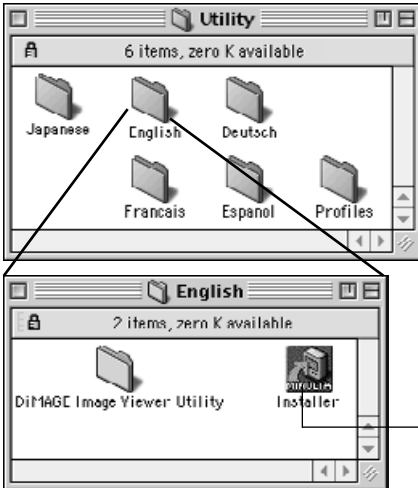 Utility
6 items, zero K available
Japanese English Deutsch
Francais Espanol Profiles
English
2 items, zero K available
DiMAGE Image Viewer Utility
MINOLTA
Installer